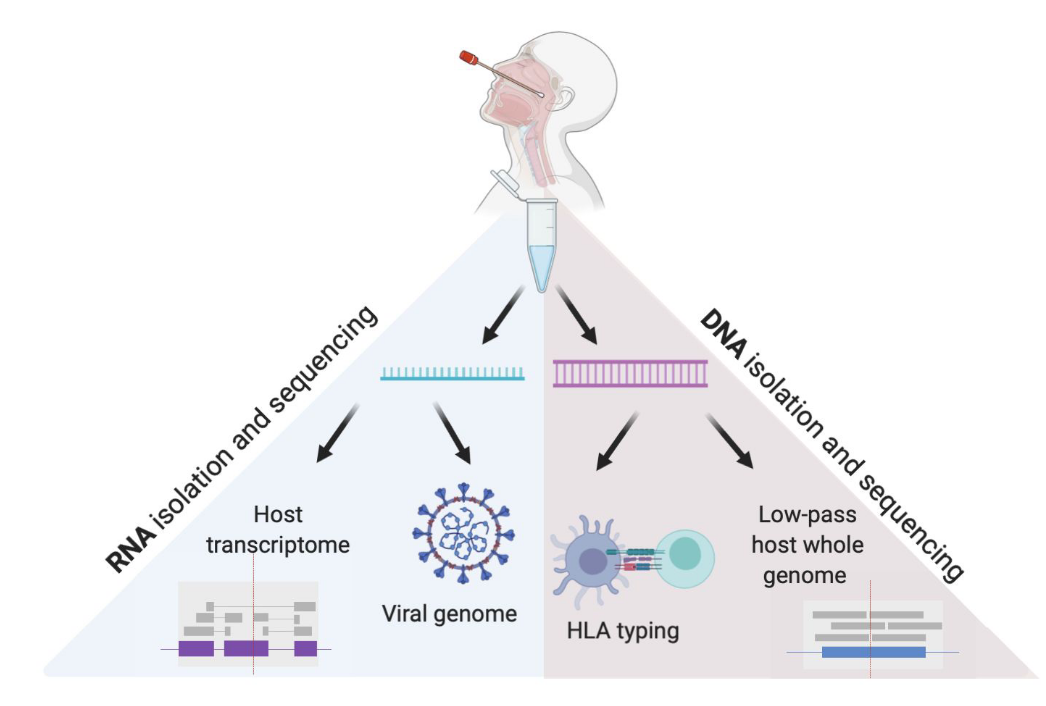 RNA isolation and sequencing
DNA isolation and sequencing
Host
transcriptome
Viral genome
HLA typing
Low-pass
host whole
genome